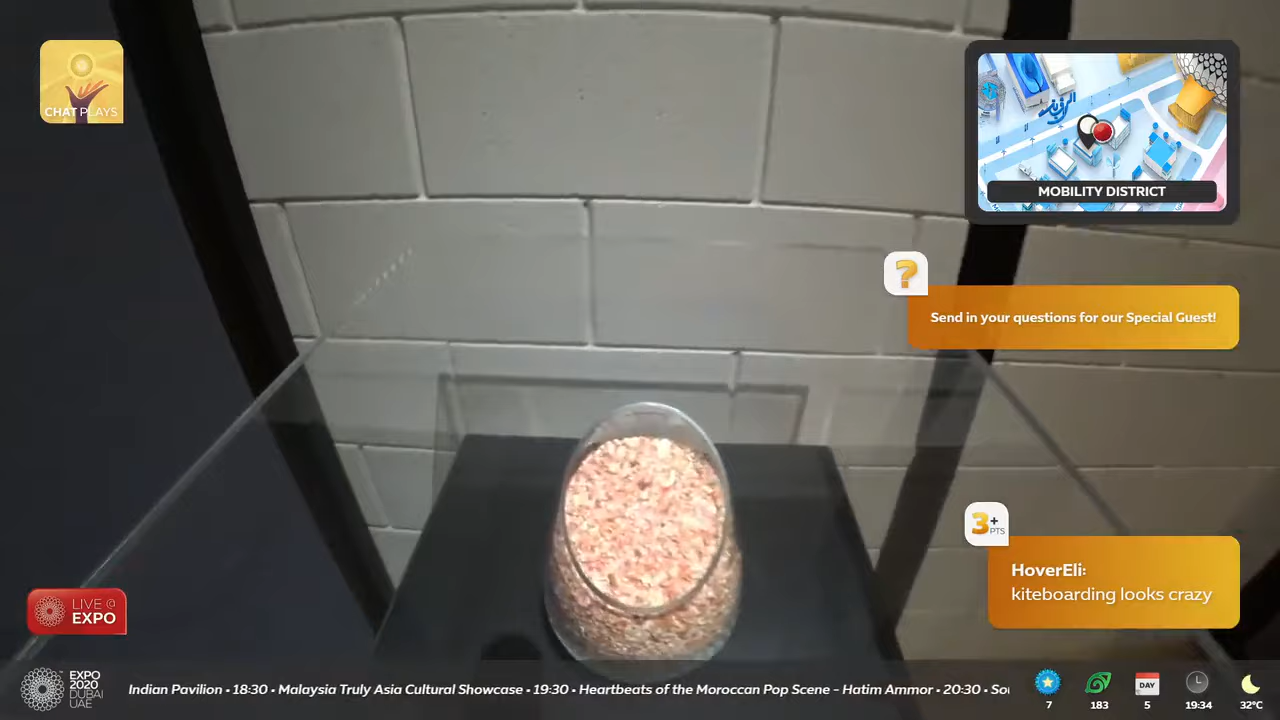 CHAT PLAYS
MOBILITY DISTRICT
?
Send in your questions for our Special Guest!
3+
PTS
HoverEli:
kiteboarding looks crazy
LIVE @
EXPO
EXPO
2020
DUBAI
UAE
Indian Pavilion • 18:30 • Malaysia Truly Asia Cultural Showcase • 19:30 • Heartbeats of the Moroccan Pop Scene - Hatim Ammor • 20:30 •
7
183
DAY
5
19:34
32°C